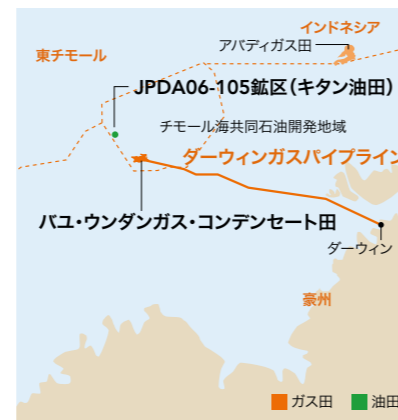 インドネシア
アバディガス田
東チモール
JPDA06-105鉱区（キタン油田）
チモール海共同石油開発地域
ダーウィンガスパイプライン
バユ・ウンダンガス・コンデンセート田
ダーウィン
豪州
ガス田
油田